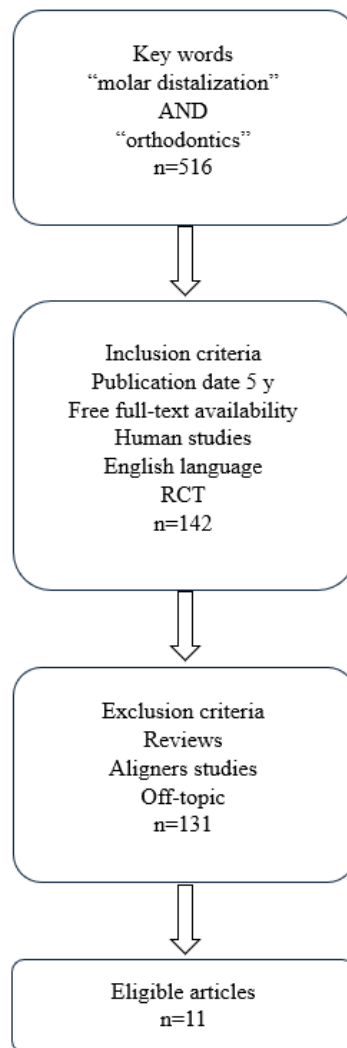 Key words
“molar distalization”
AND
“orthodontics”
n=516
Inclusion criteria
Publication date 5 y
Free full-text availability
Human studies
English language
RCT
n=142
Exclusion criteria
Reviews
Aligners studies
Off-topic
n=131
Eligible articles
n=11